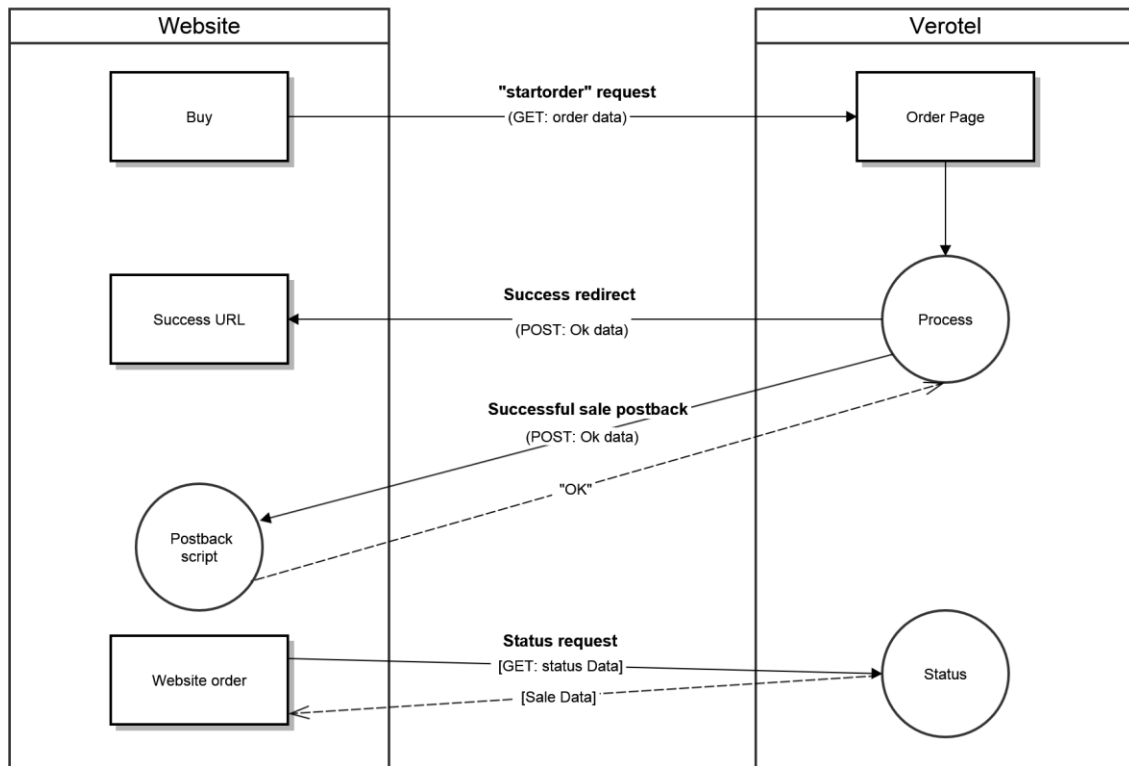 Website
Verotel
"startorder" request
Buy
(GET: order data)
Order Page
Success redirect
Success URL
(POST: Ok data)
Process
Successful sale postback
(POST: Ok data)
"OK"
Postback
script
Status request
[GET: status Data]
Website order
Status
[Sale Data]